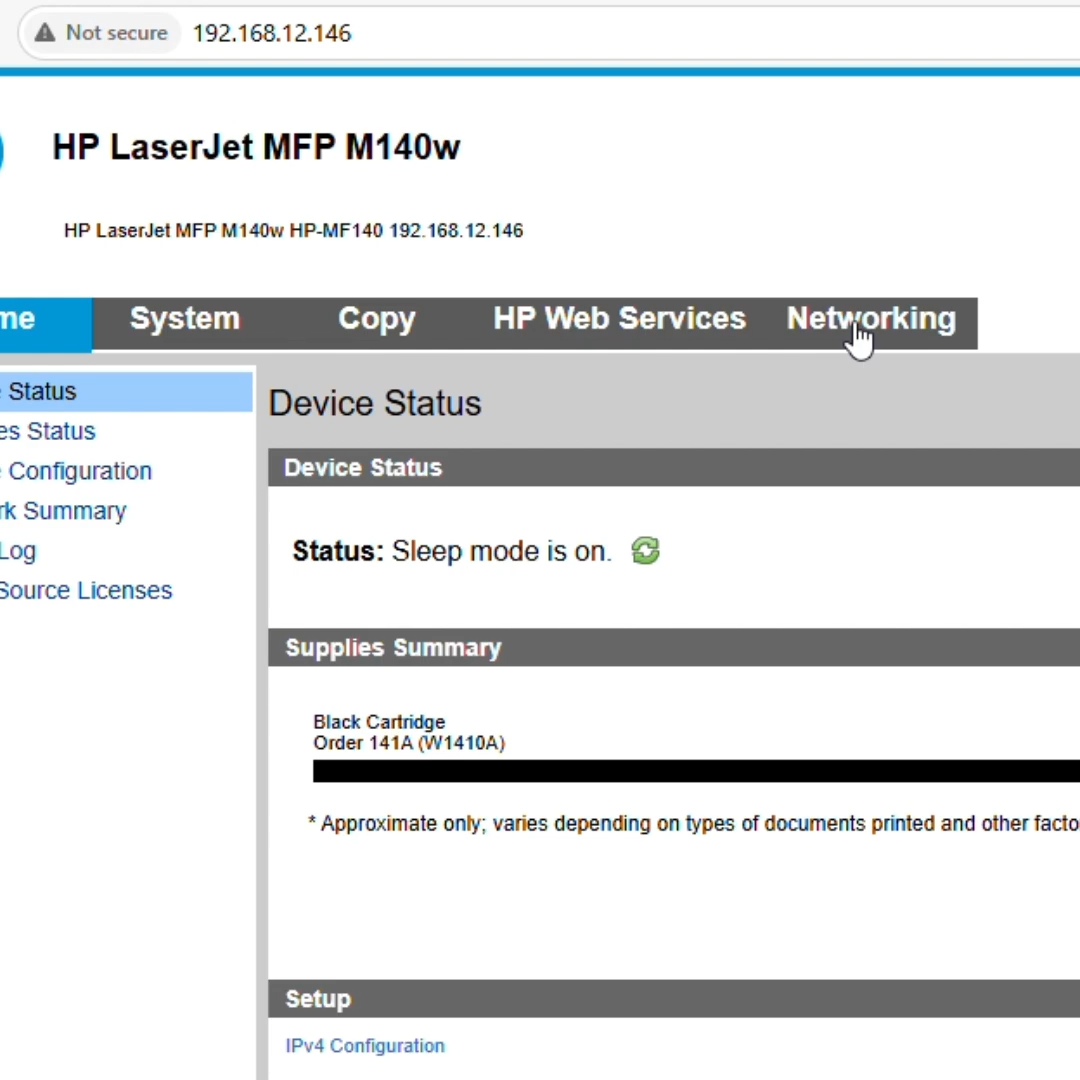 Not secure 192.168.12.146
HP LaserJet MFP M140w
HP LaserJet MFP M140w HP-MF140 192.168.12.146
me System Copy HP Web Services Networking
Status
es Status
Configuration
rk Summary
Log
Source Licenses
Device Status
Device Status
Status: Sleep mode is on.
Supplies Summary
Black Cartridge
Order 141A (W1410A)
* Approximate only; varies depending on types of documents printed and other facto
Setup
IPv4 Configuration